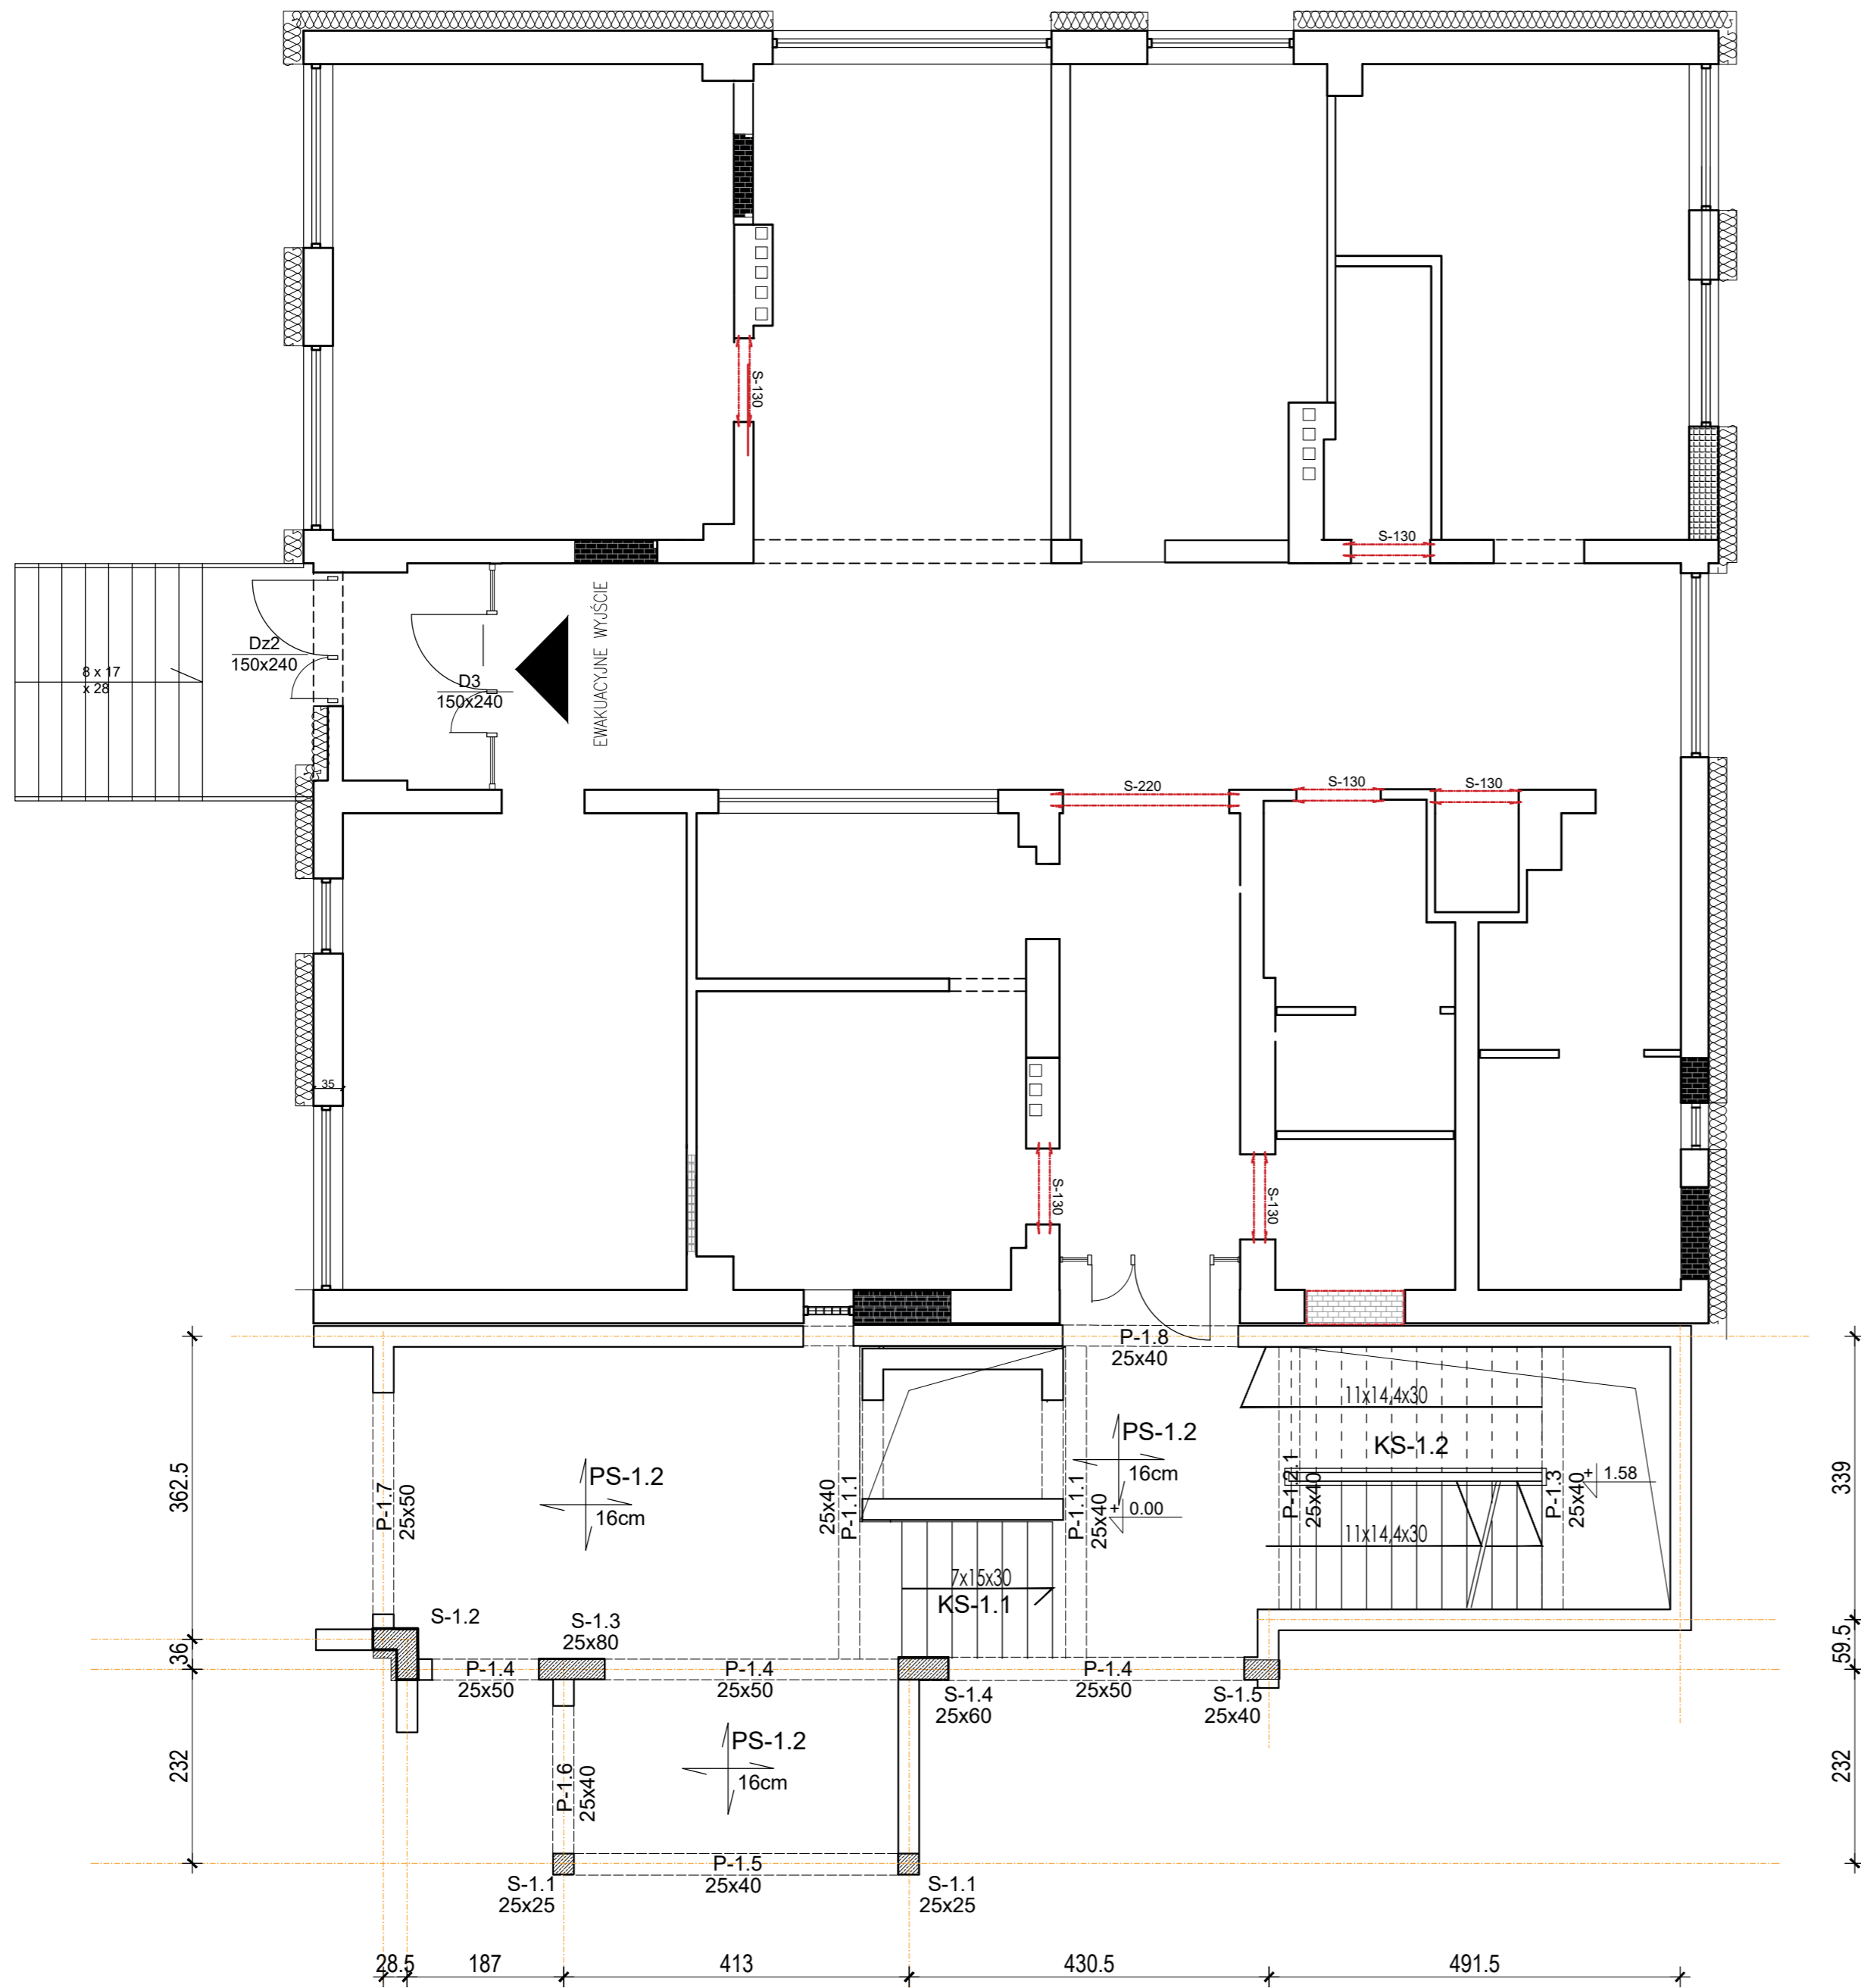 S-130
S-130
EWAKUACYJNE WYJŚCIE
Dz2
150x240
8 x 17
x 28
D3
150x240
S-220
S-130
S-130
35
S-130
S-130
P-1.8
25x40
11x14,4x30
KS-1.2
PS-1.2
16cm
PS-1.2
16cm
P-1.7
25x50
25x40
P-1.1.1
P-1.1.1
25x40
+ 0.00
P-1.2.1
25x40
P-1.3
25x40
+ 1.58
11x14,4x30
7x15x30
KS-1.1
362.5
339
S-1.2
S-1.3
25x80
36
59.5
P-1.4
25x50
P-1.4
25x50
P-1.4
25x50
S-1.4
25x60
S-1.5
25x40
232
232
PS-1.2
16cm
P-1.6
25x40
S-1.1
25x25
P-1.5
25x40
S-1.1
25x25
28.5
187
413
430.5
491.5